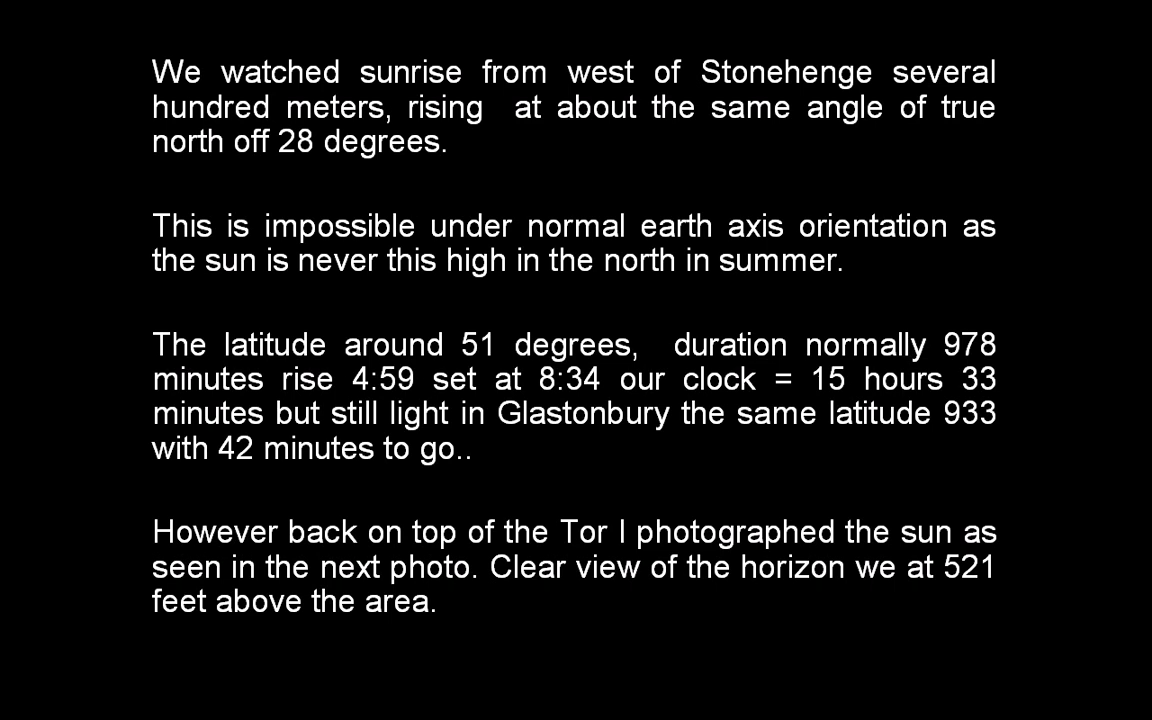 We watched sunrise from west of Stonehenge several
hundred meters, rising at about the same angle of true
north off 28 degrees.
This is impossible under normal earth axis orientation as
the sun is never this high in the north in summer.
The latitude around 51 degrees, duration normally 978
minutes rise 4:59 set at 8:34 our clock = 15 hours 33
minutes but still light in Glastonbury the same latitude 933
with 42 minutes to go..
However back on top of the Tor I photographed the sun as
seen in the next photo. Clear view of the horizon we at 521
feet above the area.